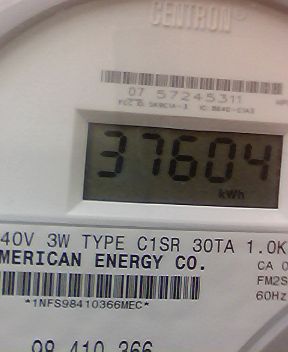 CENTRON®
07 57245311
37604
kWh
40V 3W TYPE C1SR 30TA 1.0K
MERICAN ENERGY CO.
CA 0
FM2S
60Hz
*1NFS98410366MEC*
98 410 366